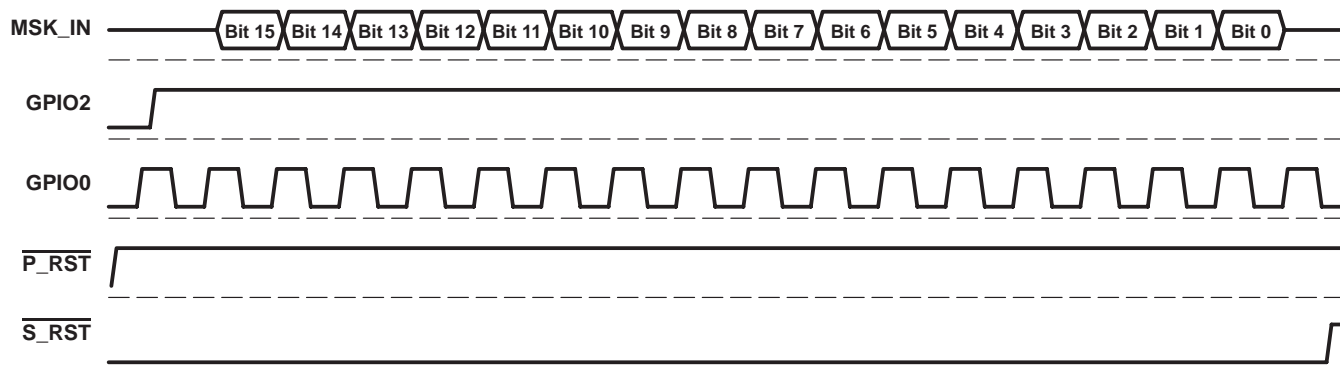 MSK_IN Bit 15 Bit 14 Bit 13 Bit 12 Bit 11 Bit 10 Bit 9 Bit 8 Bit 7 Bit 6 Bit 5 Bit 4 Bit 3 Bit 2 Bit 1 Bit 0
GPIO2
GPIO0
P_RST
S_RST